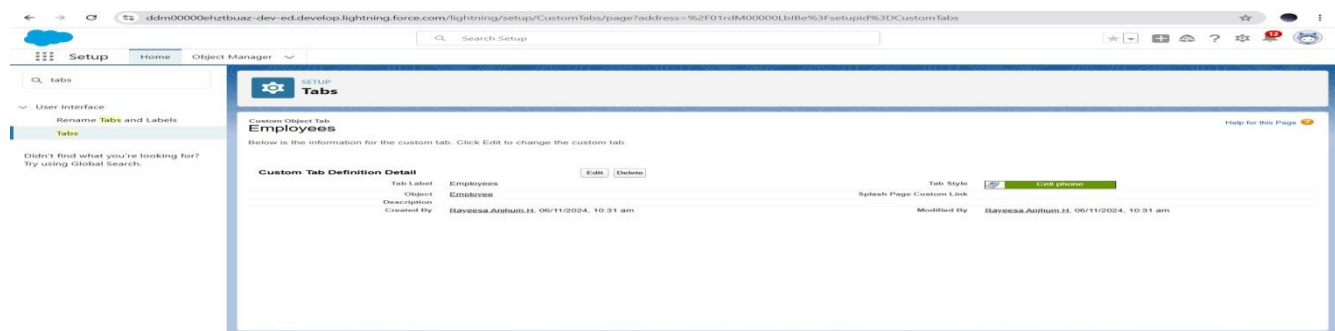 ddm00000ehztbuaz-dev-ed.develop.lightning.force.com/lightning/setup/CustomTabs/page?address=%2F01rdM00000LbIBe%3Fsetupid%3DCustomTabs
Search Setup
12
Setup Home Object Manager
tabs
SETUP
Tabs
User Interface
Rename Tabs and Labels
Tabs
Didn't find what you're looking for?
Try using Global Search.
Custom Object Tab
Employees
Help for this Page
Below is the information for the custom tab. Click Edit to change the custom tab.
Custom Tab Definition Detail Edit Delete
Tab Label Employees Tab Style Cell phone
Object Employee Splash Page Custom Link
Description
Created By Raveesa Anjhum H, 06/11/2024, 10:31 am Modified By Raveesa Anjhum H, 06/11/2024, 10:31 am